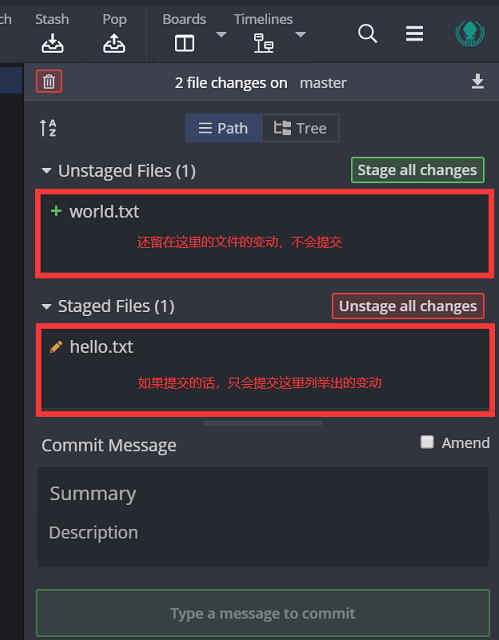 ch Stash Pop Boards Timelines
2 file changes on master
Path Tree
Unstaged Files (1) Stage all changes
world.txt
还留在这里的文件的变动，不会提交
Staged Files (1) Unstage all changes
hello.txt
如果提交的话，只会提交这里列举出的变动
Commit Message Amend
Summary
Description
Type a message to commit